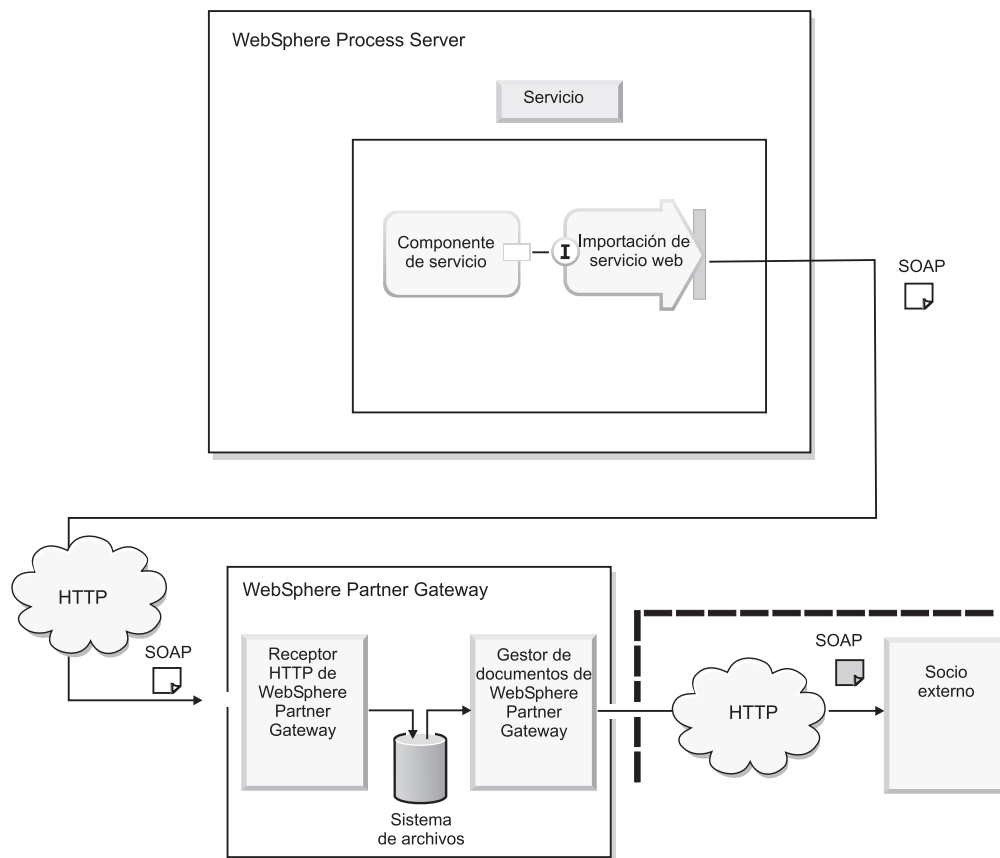 WebSphere Process Server
Servicio
Componente
de servicio
I
Importación de
servicio web
SOAP
HTTP
SOAP
WebSphere Partner Gateway
Receptor
HTTP de
WebSphere
Partner
Gateway
Sistema
de archivos
Gestor de
documentos de
WebSphere
Partner
Gateway
HTTP
SOAP
Socio
externo